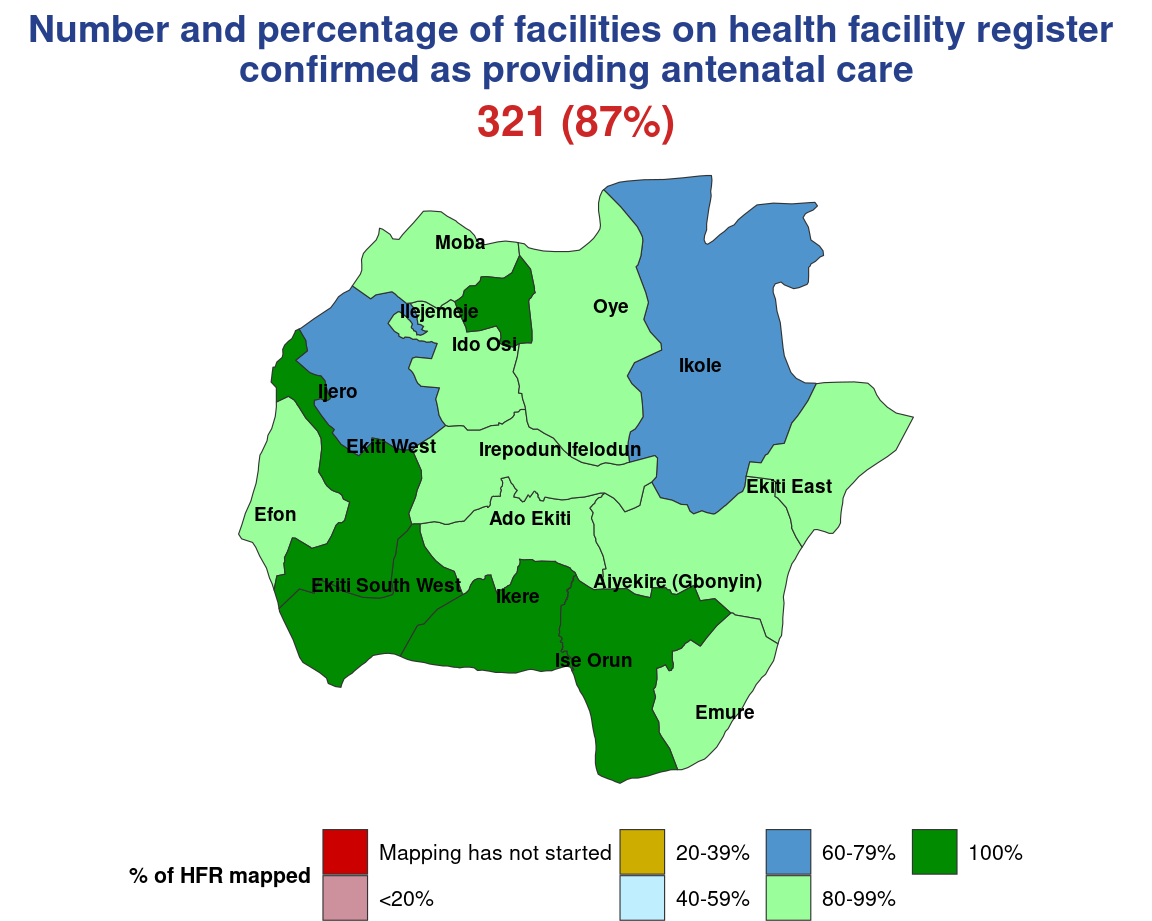 Number and percentage of facilities on health facility register
confirmed as providing antenatal care
321 (87%)
Moba
Ilejemeje
Oye
Ido Osi
Ikole
Ijero
Ekiti West
Irepodun Ifelodun
Ekiti East
Efon
Ado Ekiti
Ekiti South West
Aiyekire (Gbonyin)
Ikere
Ise Orun
Emure
% of HFR mapped
Mapping has not started
<20%
20-39%
40-59%
60-79%
80-99%
100%